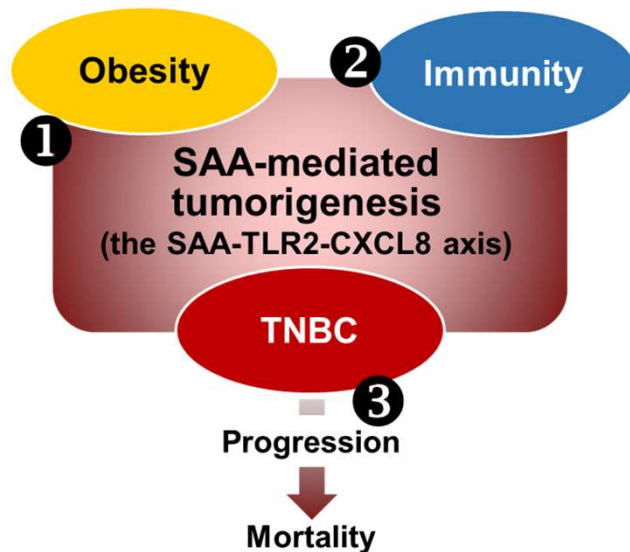 Obesity
2
Immunity
1
SAA-mediated
tumorigenesis
(the SAA-TLR2-CXCL8 axis)
TNBC
3
Progression
Mortality